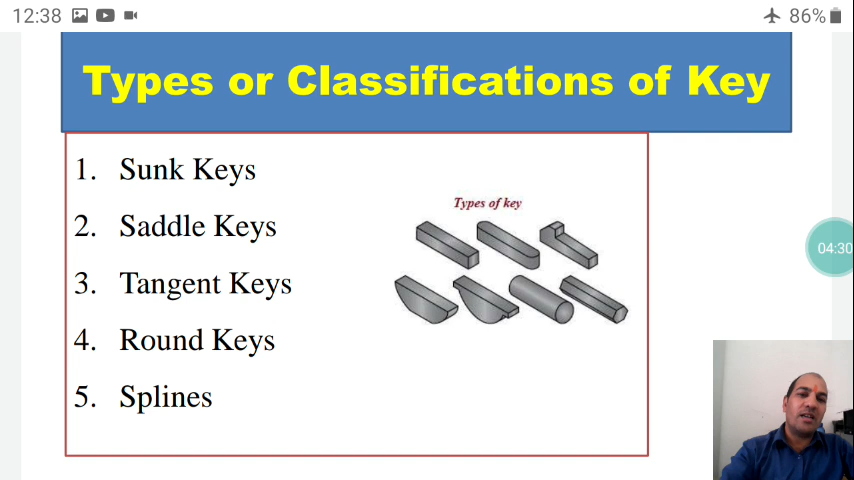 12:38
86%
Types or Classifications of Key
1. Sunk Keys
2. Saddle Keys
3. Tangent Keys
4. Round Keys
5. Splines
Types of key
04:30